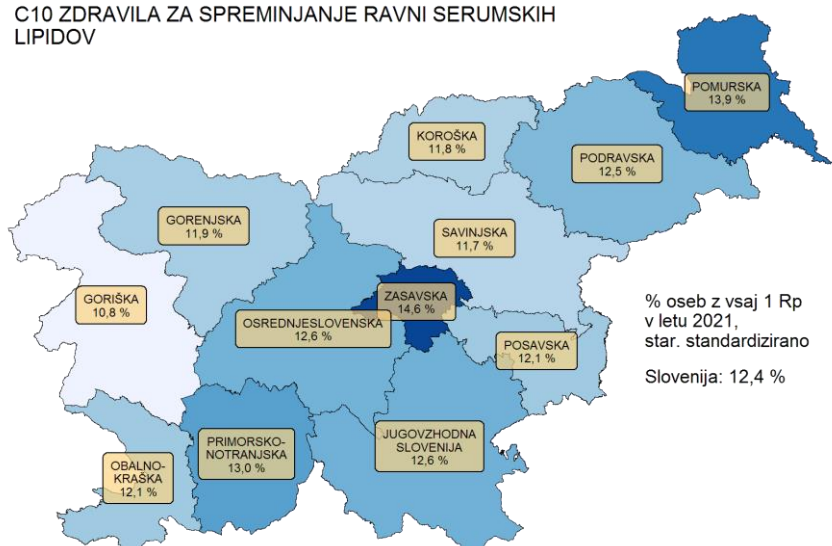 C10 ZDRAVILA ZA SPREMINJANJE RAVNI SERUMSKIH
LIPIDOV
POMURSKA
13,9 %
KOROŠKA
11,8 %
PODRAVSKA
12,5 %
GORENJSKA
11,9 %
SAVINJSKA
11,7 %
GORIŠKA
10,8 %
ZASAVSKA
14,6 %
OSREDNJESLOVENSKA
12,6 %
POSAVSKA
12,1 %
% oseb z vsaj 1 Rp
v letu 2021,
star. standardizirano
Slovenija: 12,4 %
PRIMORSKO-
NOTRANJSKA
13,0 %
JUGOVZHODNA
SLOVENIJA
12,6 %
OBALNO-
KRAŠKA
12,1 %